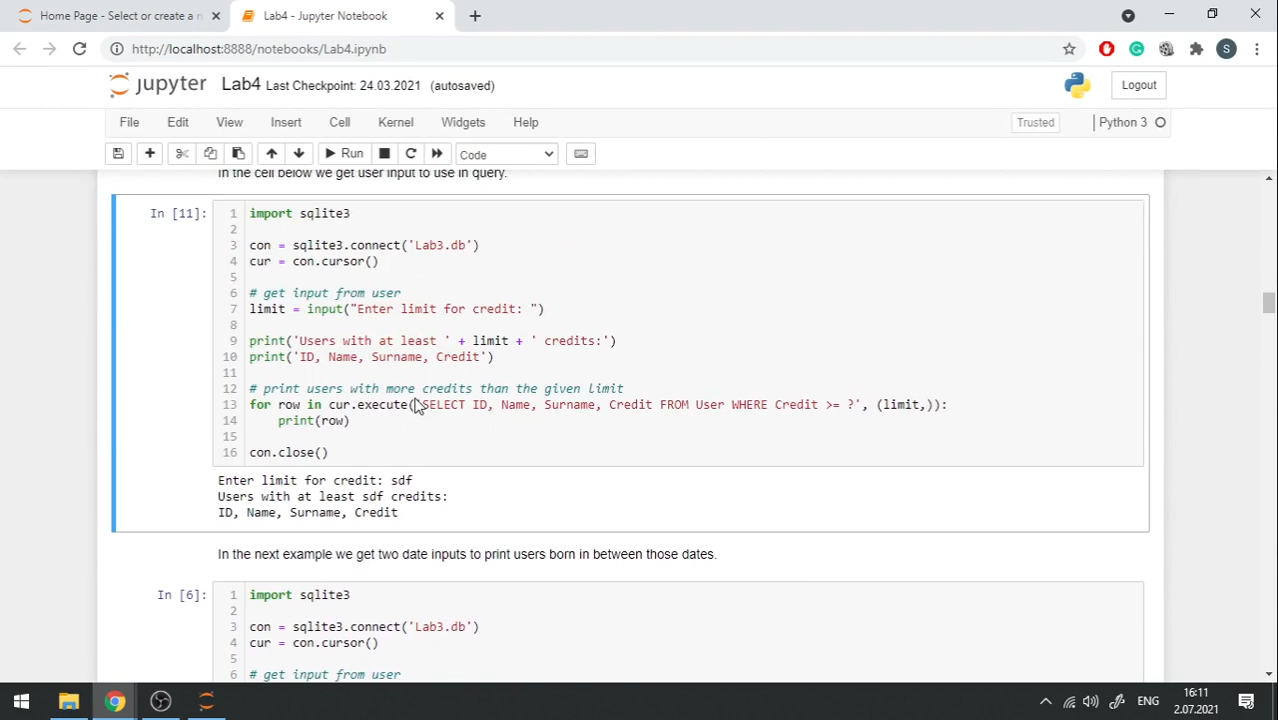 Home Page - Select or create a n
Lab4 - Jupyter Notebook
http://localhost:8888/notebooks/Lab4.ipynb
S
jupyter Lab4 Last Checkpoint: 24.03.2021 (autosaved)
Logout
File Edit View Insert Cell Kernel Widgets Help
Trusted
Python 3
Run
Code
In the cell below we get user input to use in query.
In [11]:
1 import sqlite3
2
3 con = sqlite3.connect('Lab3.db')
4 cur = con.cursor()
5
6 # get input from user
7 limit = input("Enter limit for credit: ")
8
9 print('Users with at least ' + limit + ' credits:')
10 print('ID, Name, Surname, Credit')
11
12 # print users with more credits than the given limit
13 for row in cur.execute('SELECT ID, Name, Surname, Credit FROM User WHERE Credit >= ?', (limit,)):
14     print(row)
15
16 con.close()
Enter limit for credit: sdf
Users with at least sdf credits:
ID, Name, Surname, Credit
In the next example we get two date inputs to print users born in between those dates.
In [6]:
1 import sqlite3
2
3 con = sqlite3.connect('Lab3.db')
4 cur = con.cursor()
5
6 # get input from user
ENG
16:11
2.07.2021